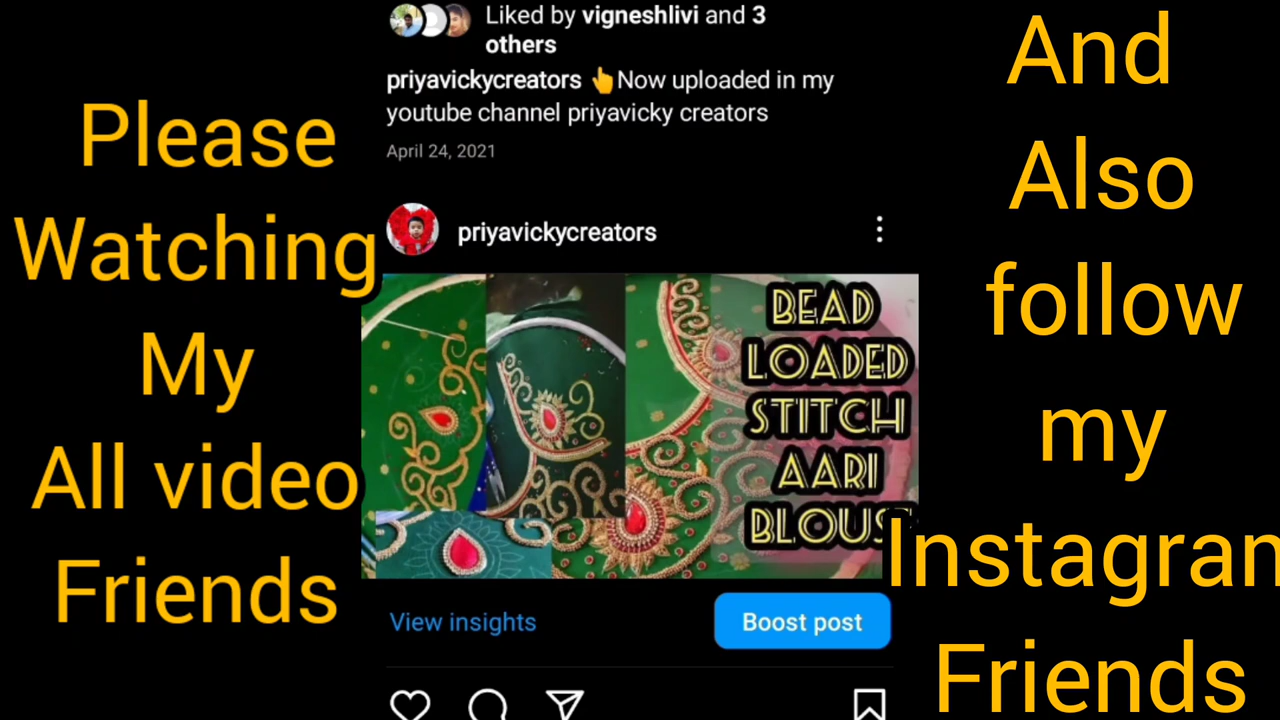 Please
Watching
My
All video
Friends
Liked by vigneshlivi and 3
others
priyavickycreators 👆Now uploaded in my
youtube channel priyavicky creators
April 24, 2021
priyavickycreators
BEAD
LOADED
STITCH
AARI
BLOUS
View insights
Boost post
And
Also
follow
my
Instagran
Friends